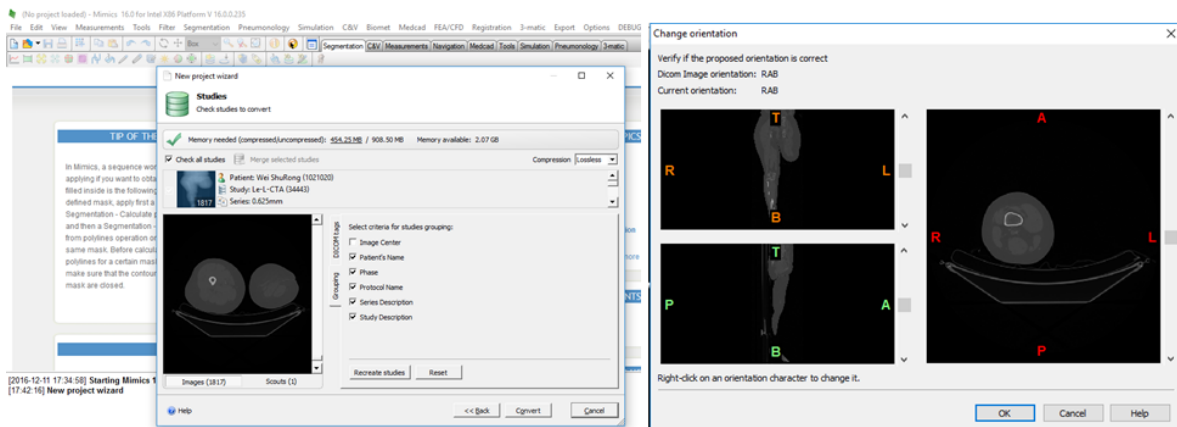 (No project loaded) - Mimics 16.0 for Intel X86 Platform V 16.0.0.235
File Edit View Measurements Tools Filter Segmentation Pneumonology Simulation C&V Biomet Medcad FEA/CFD Registration 3-matic Export Options DEBUG
Box
Segmentation C&V Measurements Navigation Medcad Tools Simulation Pneumonology 3-matic
TIP OF THE
In Mimics, a sequence wor
applying if you want to obta
filled inside is the following
defined mask, apply first a
Segmentation - Calculate p
and then a Segmentation -
from polylines operation or
same mask. Before calcul
polylines for a certain mas
make sure that the contou
mask are closed.
[2016-12-11 17:34:58] Starting Mimics 1
[17:42:16] New project wizard
New project wizard
Studies
Check studies to convert
Memory needed (compressed/uncompressed): 454.25 MB / 908.50 MB Memory available: 2.07 GB
Check all studies Merge selected studies Compression Lossless
Patient: Wei ShuRong (1021020)
Study: Le-L-CTA (34443)
Series: 0.625mm
1817
DICOM tags
Grouping
Select criteria for studies grouping:
Image Center
Patient's Name
Phase
Protocol Name
Series Description
Study Description
Recreate studies Reset
Images (1817) Scouts (1)
Help << Back Convert Cancel
Change orientation
Verify if the proposed orientation is correct
Dicom Image orientation: RAB
Current orientation: RAB
T
R L
B
T
P A
B
A
R L
P
Right-click on an orientation character to change it.
OK Cancel Help